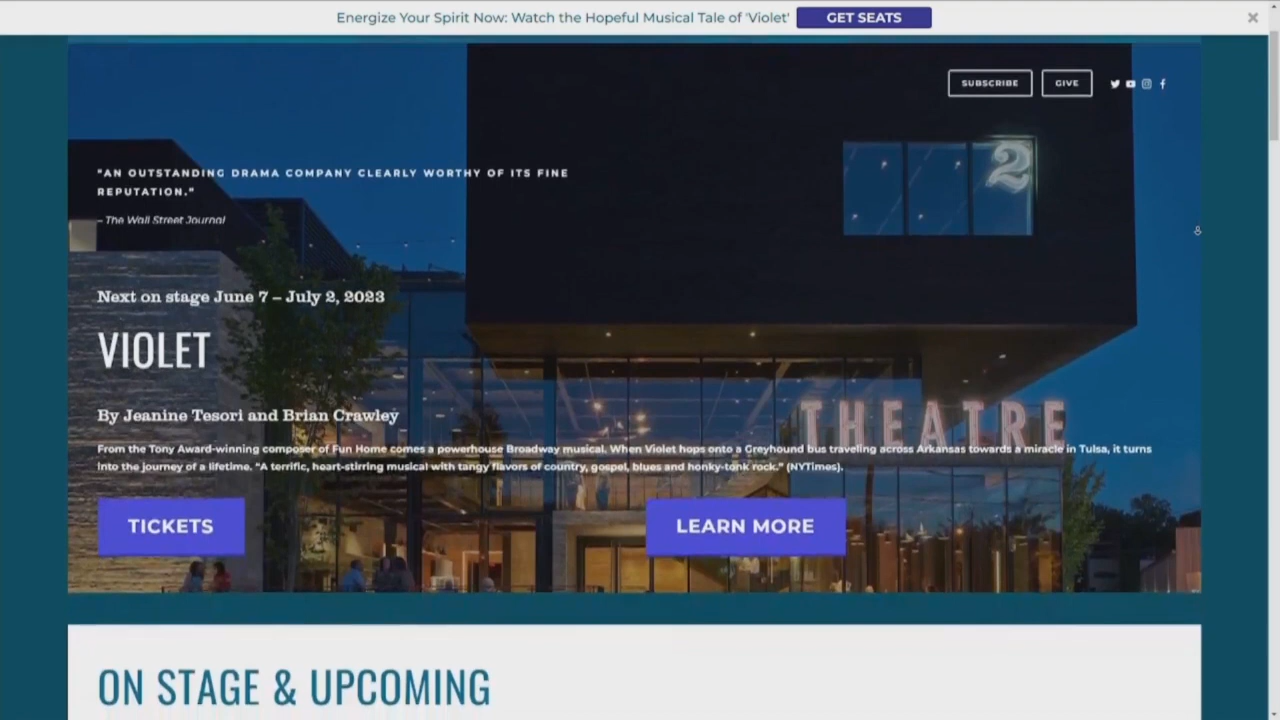 Energize Your Spirit Now: Watch the Hopeful Musical Tale of 'Violet' GET SEATS ×
SUBSCRIBE GIVE
2
"AN OUTSTANDING DRAMA COMPANY CLEARLY WORTHY OF ITS FINE
REPUTATION."
– The Wall Street Journal
Next on stage June 7 – July 2, 2023
VIOLET
THEATRE
By Jeanine Tesori and Brian Crawley
From the Tony Award-winning composer of Fun Home comes a powerhouse Broadway musical. When Violet hops onto a Greyhound bus traveling across Arkansas towards a miracle in Tulsa, it turns
into the journey of a lifetime. "A terrific, heart-stirring musical with tangy flavors of country, gospel, blues and honky-tonk rock." (NYTimes).
TICKETS LEARN MORE
ON STAGE & UPCOMING